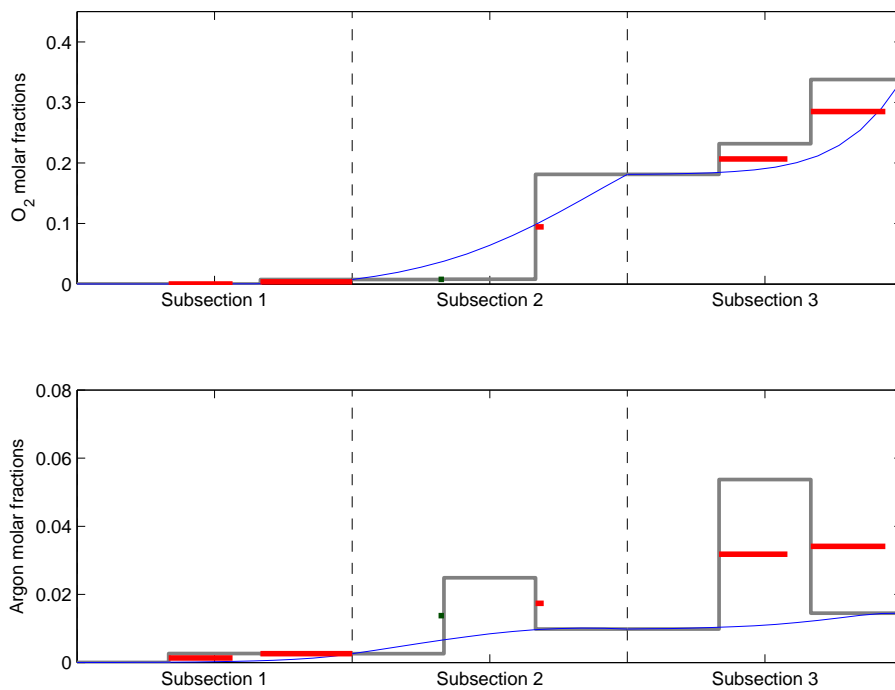 O2 molar fractions
0.4
0.3
0.2
0.1
0
Subsection 1 Subsection 2 Subsection 3
Argon molar fractions
0.08
0.06
0.04
0.02
0
Subsection 1 Subsection 2 Subsection 3